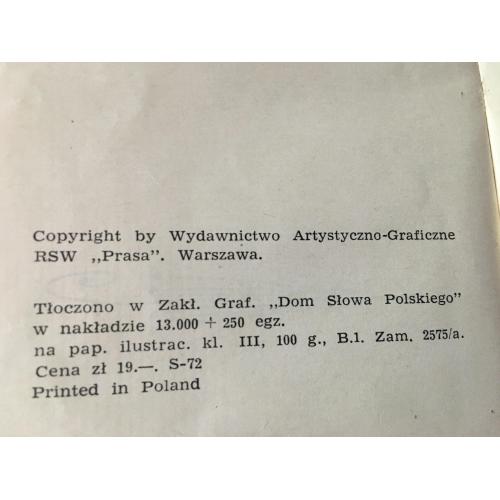 Copyright by Wydawnictwo Artystyczno-Graficzne
RSW ,,Prasa". Warszawa.
Tłoczono w Zakł. Graf. ,,Dom Słowa Polskiego"
w nakładzie 13.000 + 250 egz.
na pap. ilustrac. kl. III, 100 g., B.1. Zam. 2575/a.
Cena zł 19.—. S-72
Printed in Poland